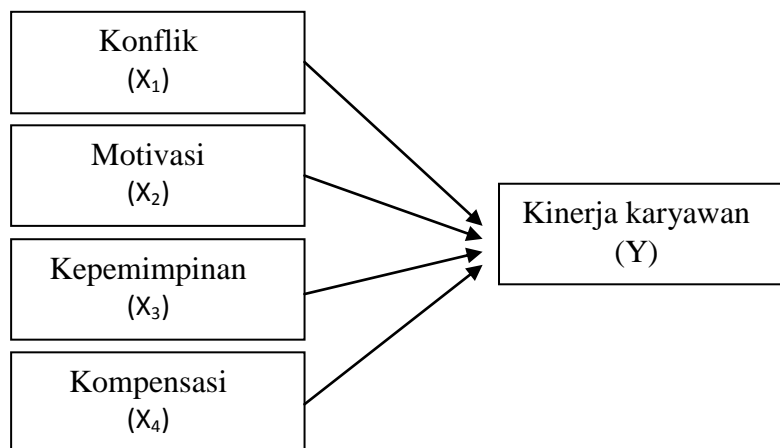 Konflik
(X₁)
Motivasi
(X₂)
Kepemimpinan
(X₃)
Kompensasi
(X₄)
Kinerja karyawan
(Y)